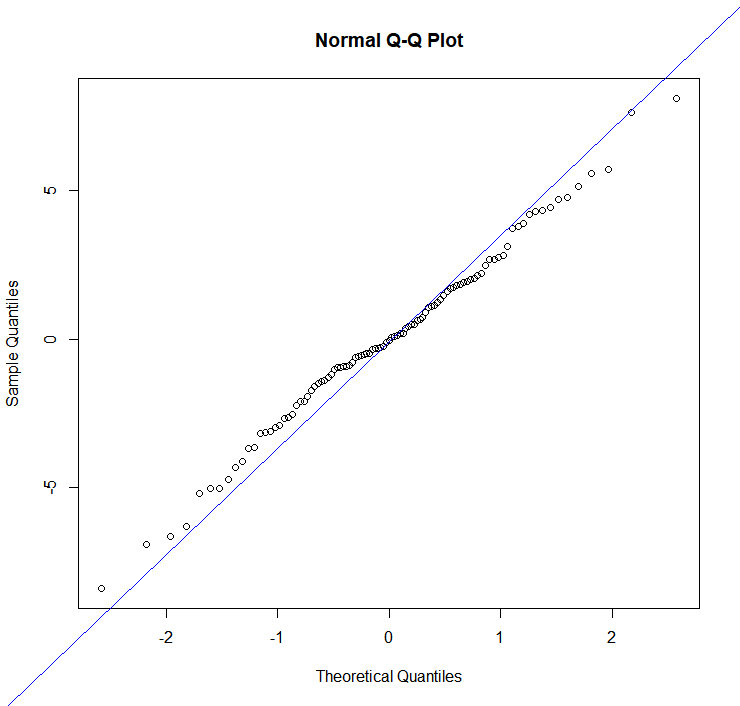 Normal Q-Q Plot
5
0
-5
Sample Quantiles
-2 -1 0 1 2
Theoretical Quantiles